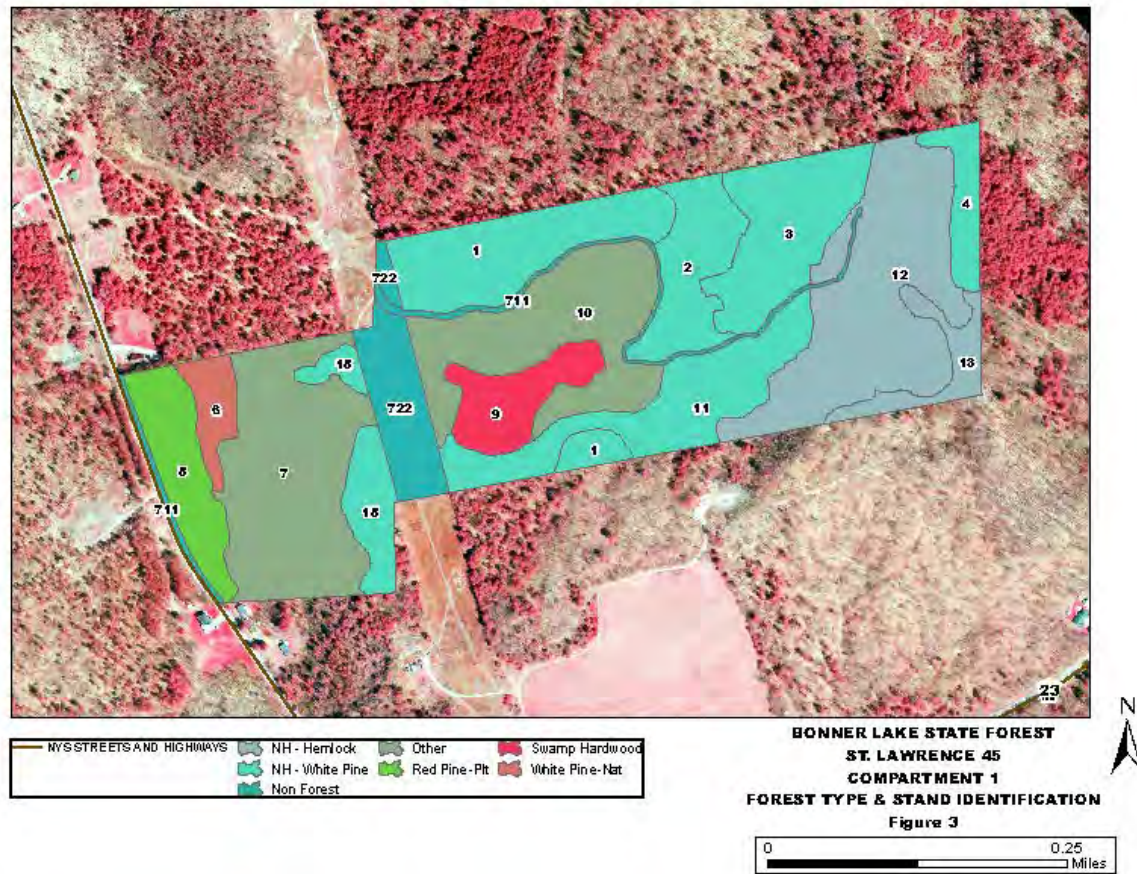 1
2
3
4
722
711
10
12
15
6
722
13
9
11
7
1
8
15
711
23
N
NYS STREETS AND HIGHWAYS
NH - Hemlock
Other
Swamp Hardwood
NH - White Pine
Red Pine-Plt
White Pine-Nat
Non Forest
BONNER LAKE STATE FOREST
ST. LAWRENCE 45
COMPARTMENT 1
FOREST TYPE & STAND IDENTIFICATION
Figure 3
0 0.25
Miles